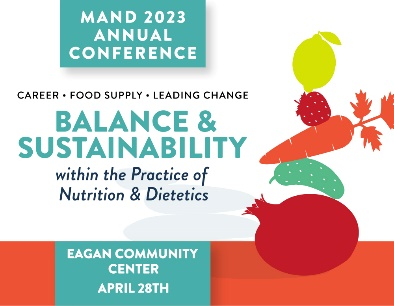 MAND 2023
ANNUAL
CONFERENCE
CAREER • FOOD SUPPLY • LEADING CHANGE
BALANCE &
SUSTAINABILITY
within the Practice of
Nutrition & Dietetics
EAGAN COMMUNITY
CENTER
APRIL 28TH